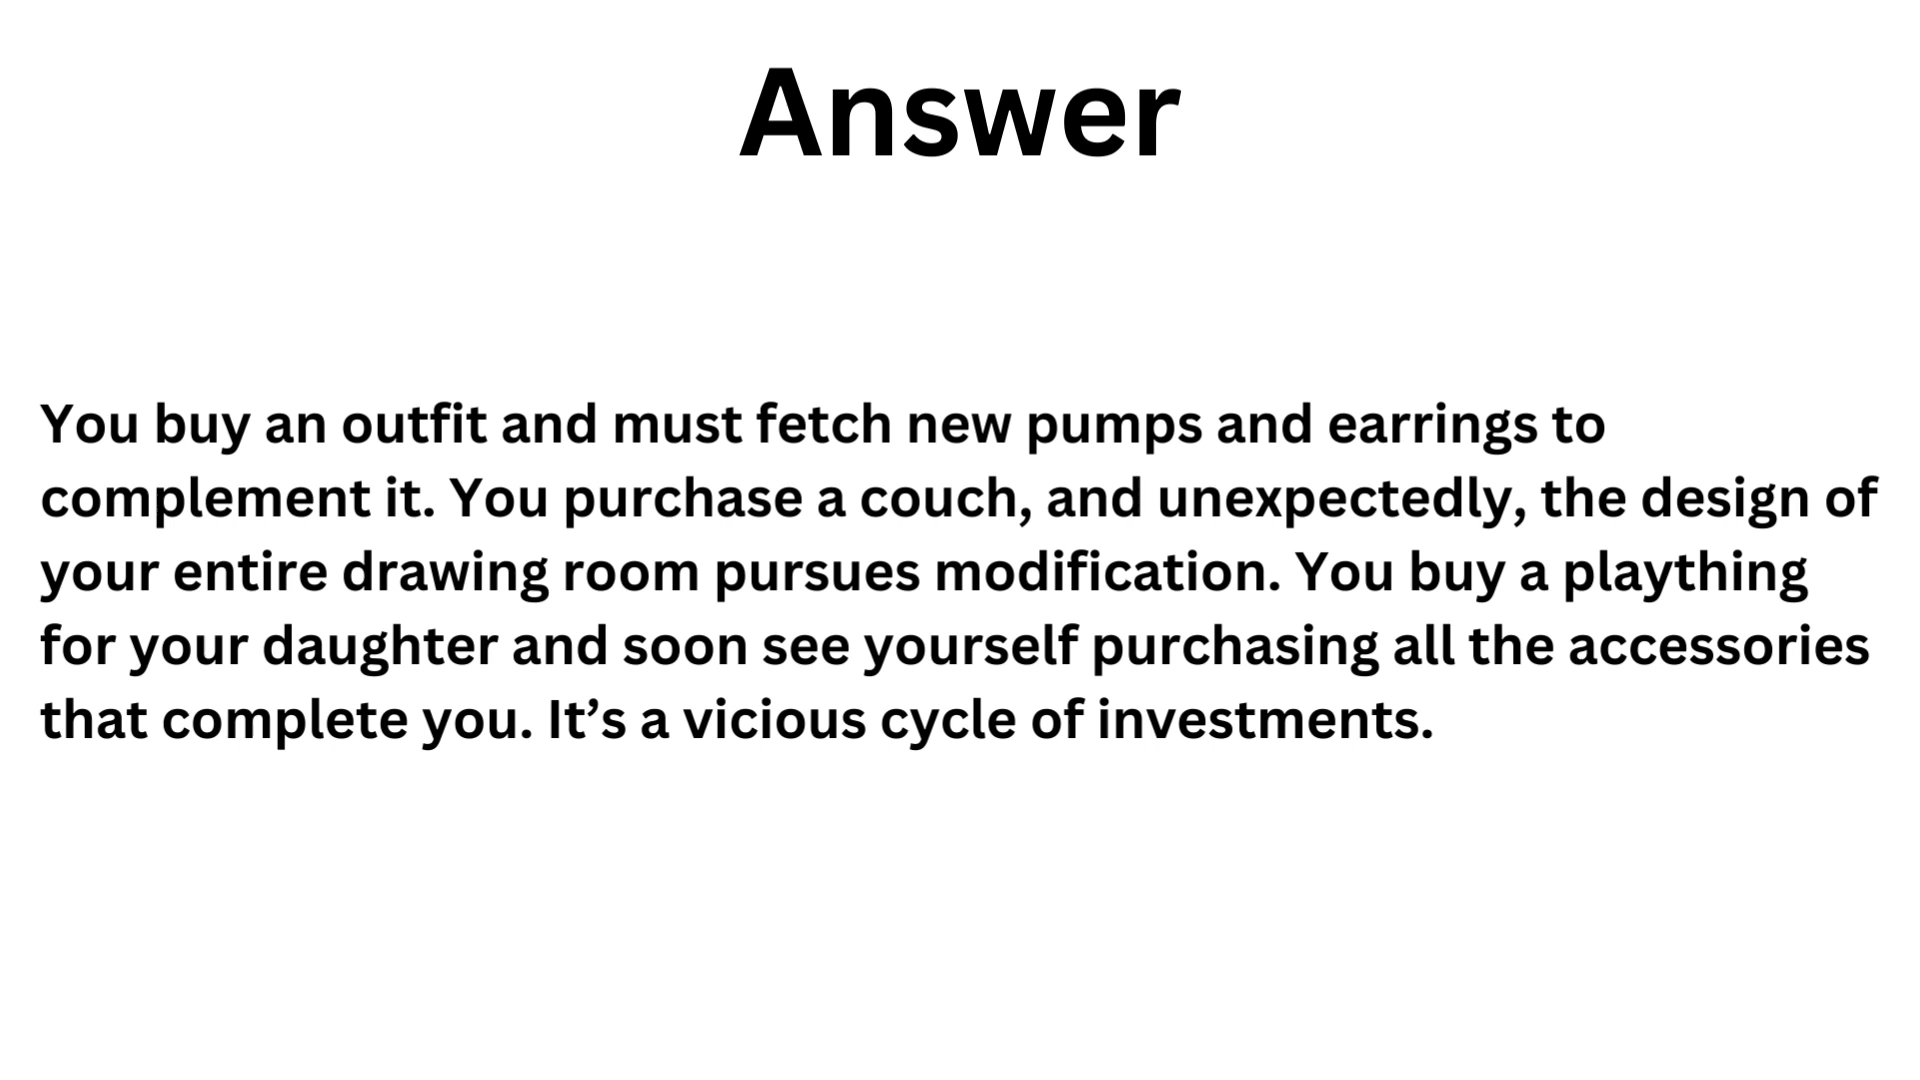 Answer
You buy an outfit and must fetch new pumps and earrings to
complement it. You purchase a couch, and unexpectedly, the design of
your entire drawing room pursues modification. You buy a plaything
for your daughter and soon see yourself purchasing all the accessories
that complete you. It’s a vicious cycle of investments.